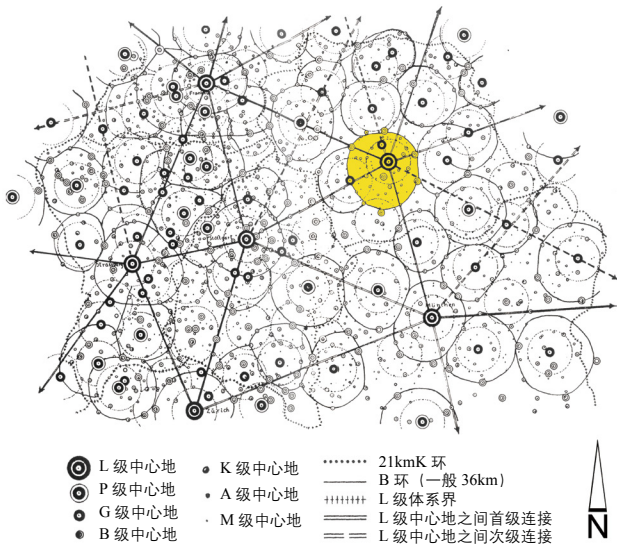 Zürich
L 级中心地
P 级中心地
G 级中心地
B 级中心地
K 级中心地
A 级中心地
M 级中心地
21kmK 环
B 环（一般 36km）
L 级体系界
L 级中心地之间首级连接
L 级中心地之间次级连接
N